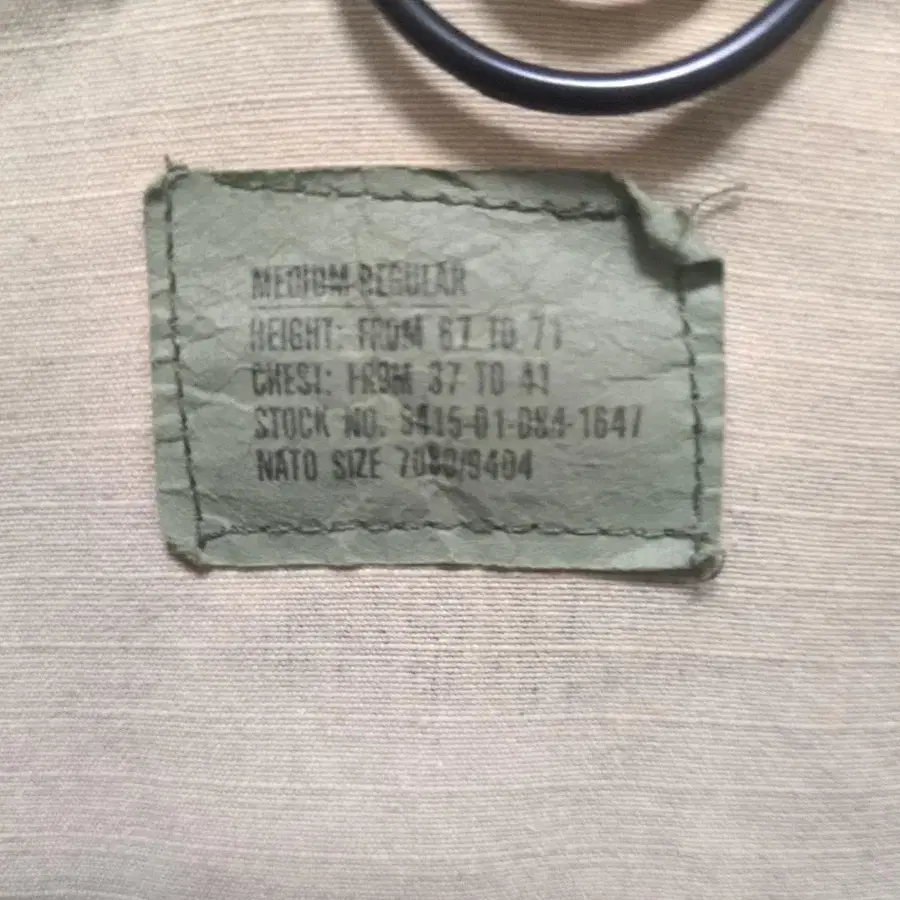 MEDIUM-REGULAR
HEIGHT: FROM 67 TO 71
CHEST: FROM 37 TO 41
STOCK NO. 8415-01-084-1647
NATO SIZE 7080/9404